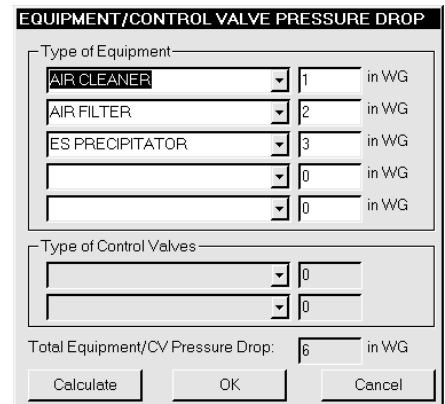 EQUIPMENT/CONTROL VALVE PRESSURE DROP
Type of Equipment
AIR CLEANER 1 in WG
AIR FILTER 2 in WG
ES PRECIPITATOR 3 in WG
0 in WG
0 in WG
Type of Control Valves
0
0
Total Equipment/CV Pressure Drop: 6 in WG
Calculate OK Cancel